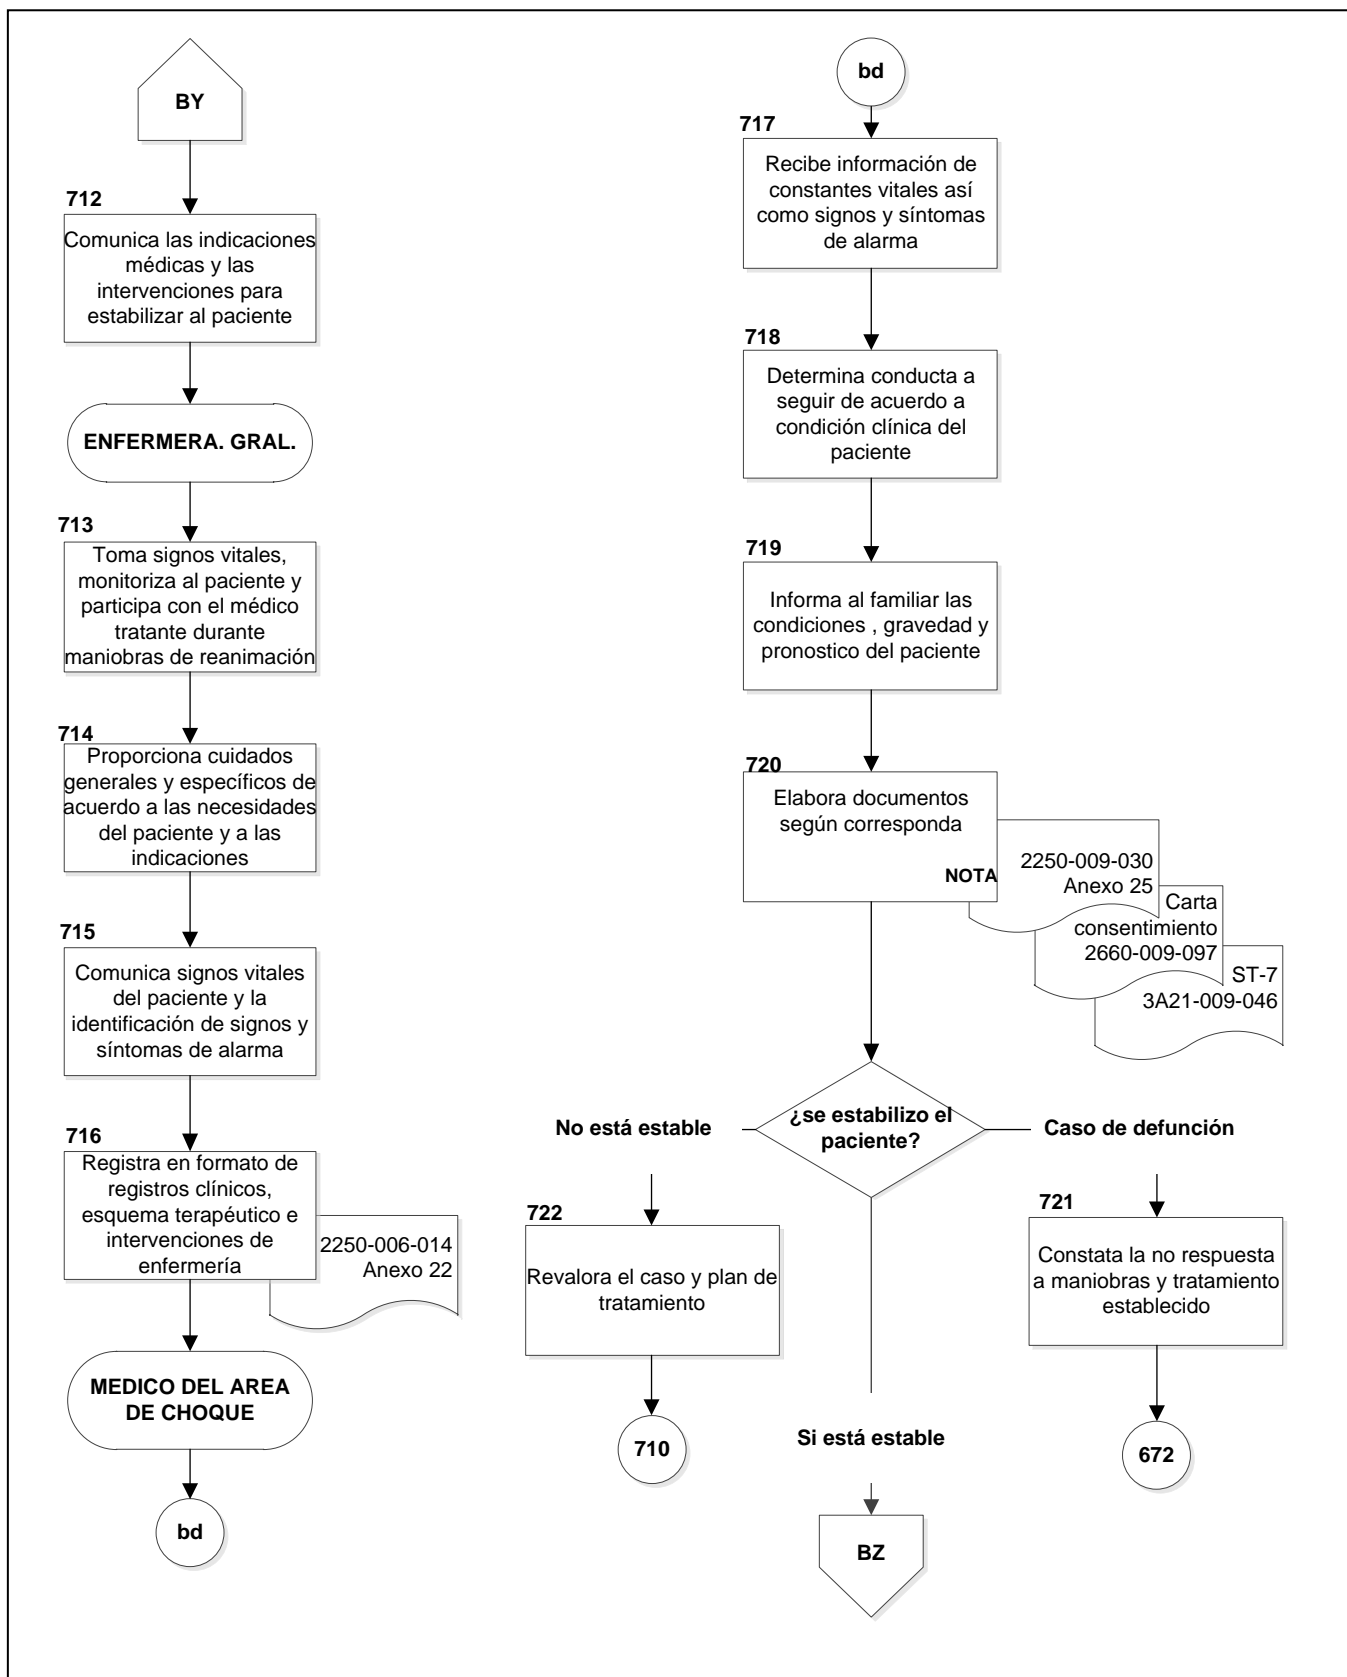 BY
712
Comunica las indicaciones
médicas y las
intervenciones para
estabilizar al paciente
ENFERMERA. GRAL.
713
Toma signos vitales,
monitoriza al paciente y
participa con el médico
tratante durante
maniobras de reanimación
714
Proporciona cuidados
generales y específicos de
acuerdo a las necesidades
del paciente y a las
indicaciones
715
Comunica signos vitales
del paciente y la
identificación de signos y
síntomas de alarma
716
Registra en formato de
registros clínicos,
esquema terapéutico e
intervenciones de
enfermería
2250-006-014
Anexo 22
MEDICO DEL AREA
DE CHOQUE
bd
bd
717
Recibe información de
constantes vitales así
como signos y síntomas
de alarma
718
Determina conducta a
seguir de acuerdo a
condición clínica del
paciente
719
Informa al familiar las
condiciones , gravedad y
pronostico del paciente
720
Elabora documentos
según corresponda
NOTA
2250-009-030
Anexo 25
Carta
consentimiento
2660-009-097
ST-7
3A21-009-046
¿se estabilizo el
paciente?
No está estable
Caso de defunción
722
Revalora el caso y plan de
tratamiento
710
721
Constata la no respuesta
a maniobras y tratamiento
establecido
672
Si está estable
BZ